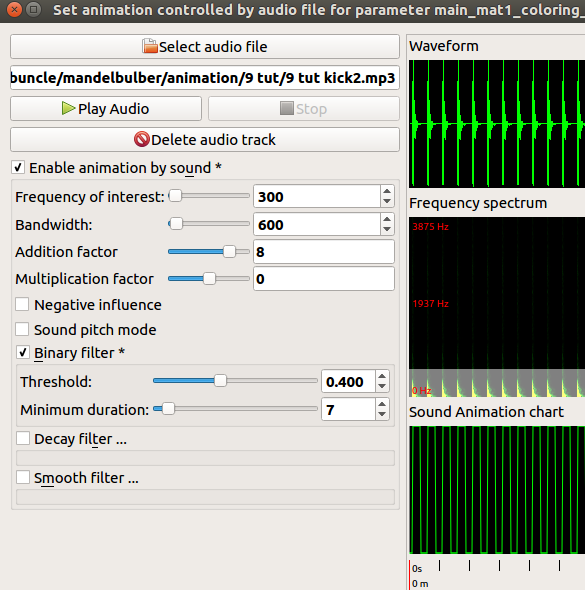 Set animation controlled by audio file for parameter main_mat1_coloring_
Select audio file
buncle/mandelbulber/animation/9 tut/9 tut kick2.mp3
Play Audio
Stop
Delete audio track
Enable animation by sound *
Frequency of interest: 300
Bandwidth: 600
Addition factor 8
Multiplication factor 0
Negative influence
Sound pitch mode
Binary filter *
Threshold: 0.400
Minimum duration: 7
Decay filter ...
Smooth filter ...
Waveform
Frequency spectrum
3875 Hz
1937 Hz
0 Hz
Sound Animation chart
0s
0 m